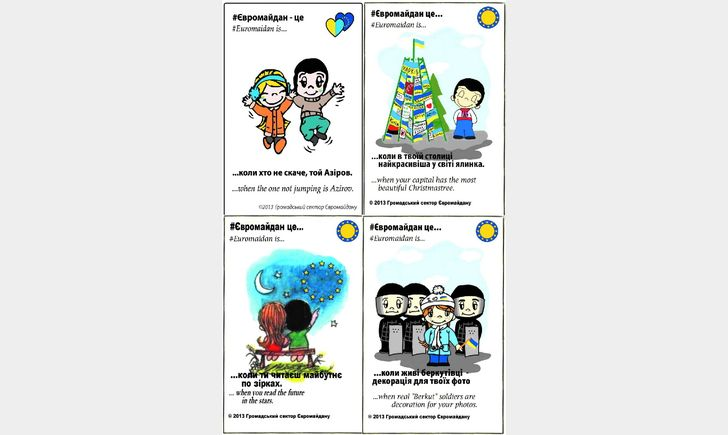 #Євромайдан - це
#Euromaidan is...
...коли хто не скаче, той Азіров.
...when the one not jumping is Azirov.
©2013 Громадський сектор Євромайдану
#Євромайдан це...
#Euromaidan is...
...коли в твоїй столиці
найкрасивіша у світі ялинка.
...when your capital has the most
beautiful Christmastree.
© 2013 Громадський сектор Євромайдану
#Євромайдан це...
#Euromaidan is...
...коли ти читаєш майбутнє
по зірках.
... when you read the future
in the stars.
© 2013 Громадський сектор Євромайдану
#Євромайдан це...
#Euromaidan is...
...коли живі беркутівці -
декорація для твоїх фото
...when real "Berkut" soldiers are
decoration for your photos.
© 2013 Громадський сектор Євромайдану